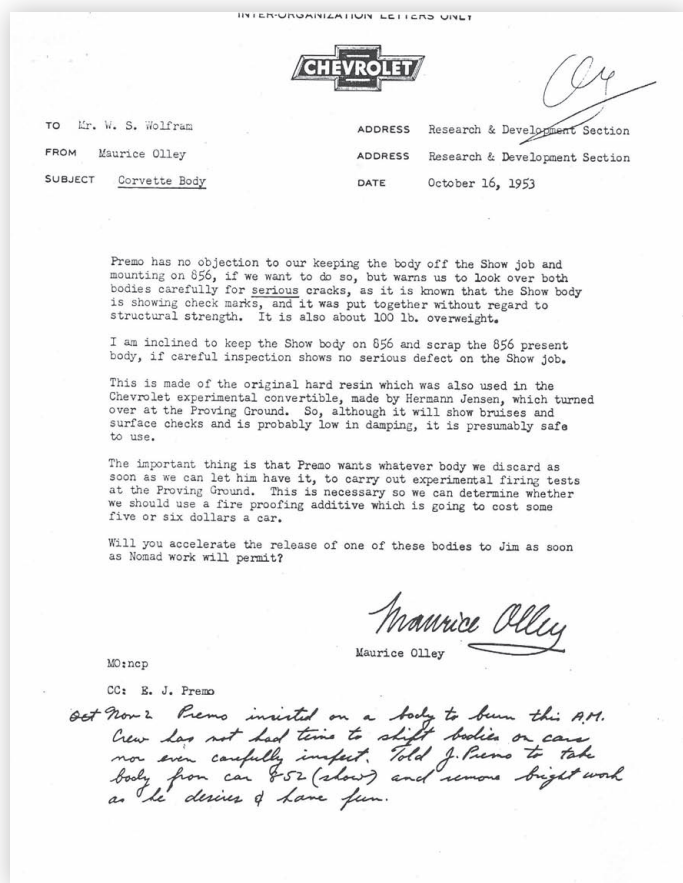 INTER-ORGANIZATION LETTERS ONLY
CHEVROLET
TO Mr. W. S. Wolfram ADDRESS Research & Development Section
FROM Maurice Olley ADDRESS Research & Development Section
SUBJECT Corvette Body DATE October 16, 1953
Premo has no objection to our keeping the body off the Show job and
mounting on 856, if we want to do so, but warns us to look over both
bodies carefully for serious cracks, as it is known that the Show body
is showing check marks, and it was put together without regard to
structural strength. It is also about 100 lb. overweight.
I am inclined to keep the Show body on 856 and scrap the 856 present
body, if careful inspection shows no serious defect on the Show job.
This is made of the original hard resin which was also used in the
Chevrolet experimental convertible, made by Hermann Jensen, which turned
over at the Proving Ground. So, although it will show bruises and
surface checks and is probably low in damping, it is presumably safe
to use.
The important thing is that Premo wants whatever body we discard as
soon as we can let him have it, to carry out experimental firing tests
at the Proving Ground. This is necessary so we can determine whether
we should use a fire proofing additive which is going to cost some
five or six dollars a car.
Will you accelerate the release of one of these bodies to Jim as soon
as Nomad work will permit?
Maurice Olley
Maurice Olley
MO:ncp
CC: E. J. Premo
Oct Nov 2 Premo insisted on a body to burn this A.M.
Crew has not had time to shift bodies on cars
nor even carefully inspect. Told J. Premo to take
body from car 852 (show) and remove bright work
as he desires & have fun.